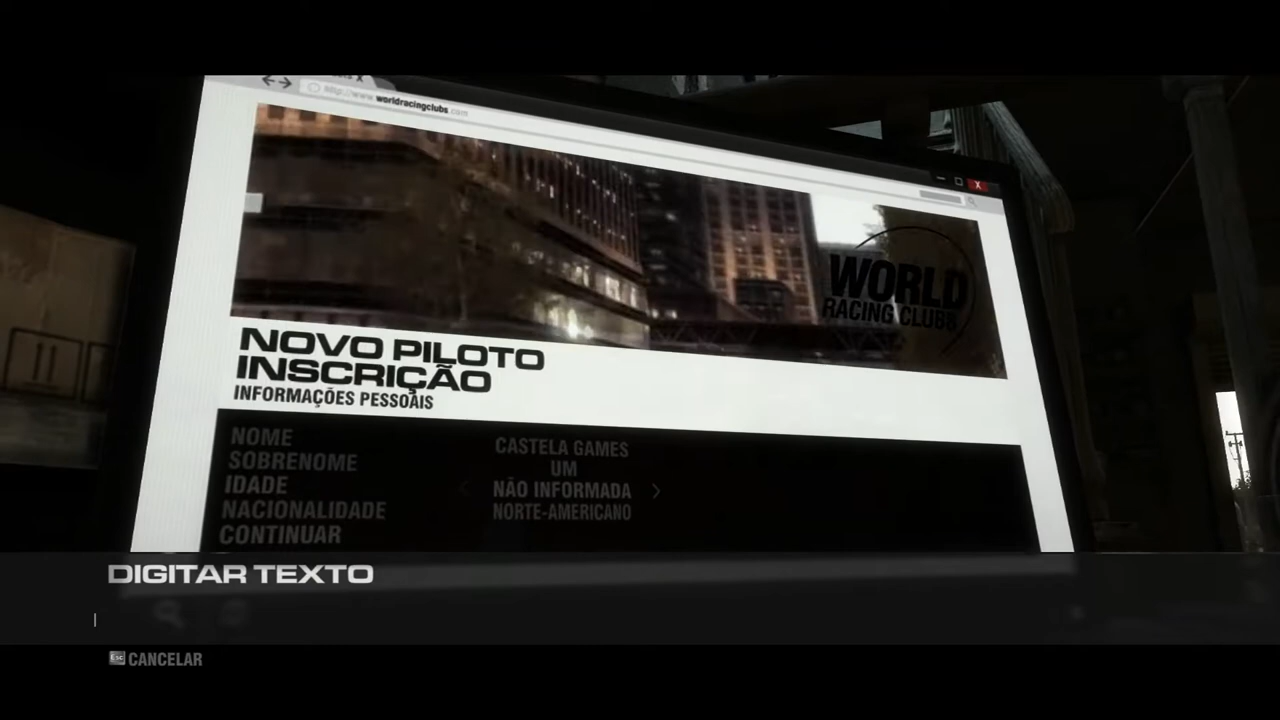 http://www.worldracingclubs.com
WORLD
RACING CLUBS
NOVO PILOTO
INSCRIÇÃO
INFORMAÇÕES PESSOAIS
NOME CASTELA GAMES
SOBRENOME UM
IDADE < NÃO INFORMADA >
NACIONALIDADE NORTE-AMERICANO
CONTINUAR
DIGITAR TEXTO
Esc CANCELAR